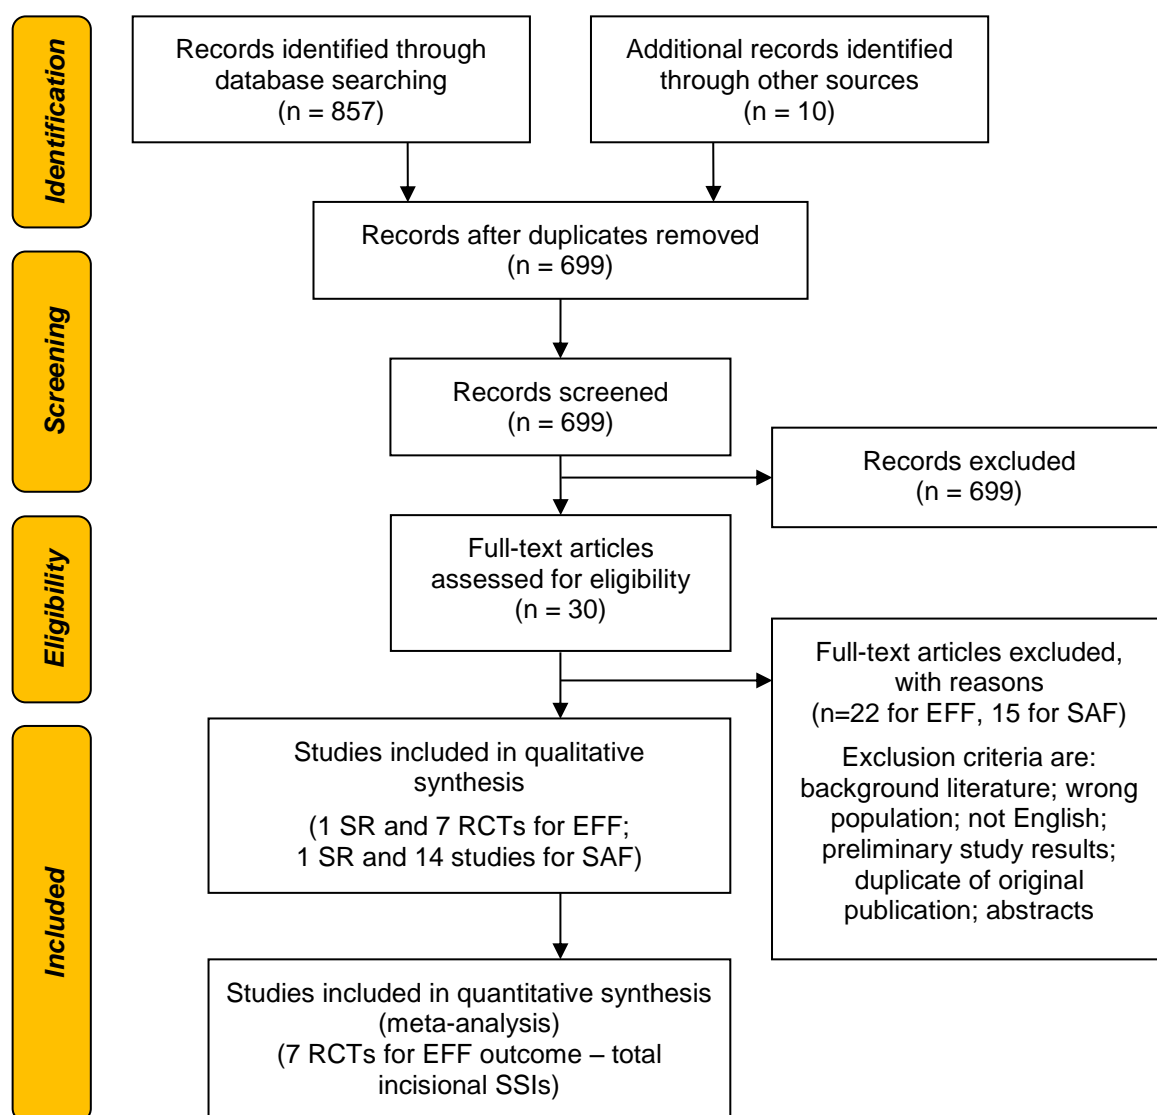 Identification
Records identified through
database searching
(n = 857)
Additional records identified
through other sources
(n = 10)
Records after duplicates removed
(n = 699)
Screening
Records screened
(n = 699)
Records excluded
(n = 699)
Eligibility
Full-text articles
assessed for eligibility
(n = 30)
Full-text articles excluded,
with reasons
(n=22 for EFF, 15 for SAF)
Exclusion criteria are:
background literature; wrong
population; not English;
preliminary study results;
duplicate of original
publication; abstracts
Included
Studies included in qualitative
synthesis
(1 SR and 7 RCTs for EFF;
1 SR and 14 studies for SAF)
Studies included in quantitative synthesis
(meta-analysis)
(7 RCTs for EFF outcome – total
incisional SSIs)